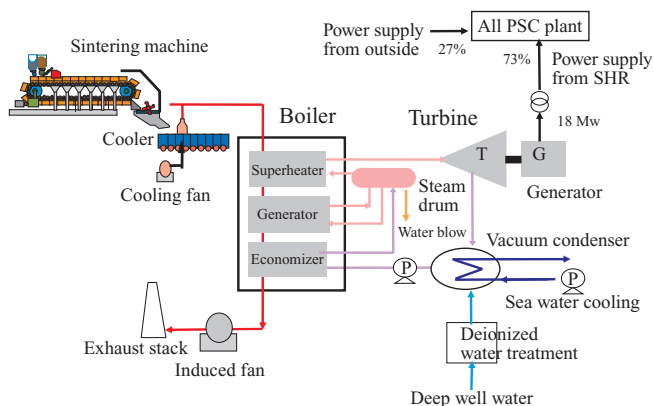 All PSC plant
Power supply
from outside
27%
73%
Power supply
from SHR
18 Mw
Sintering machine
Cooler
Cooling fan
Boiler
Superheater
Generator
Economizer
Turbine
T
G
Generator
Steam
drum
Water blow
P
Vacuum condenser
P
Sea water cooling
Deionized
water treatment
Deep well water
Exhaust stack
Induced fan